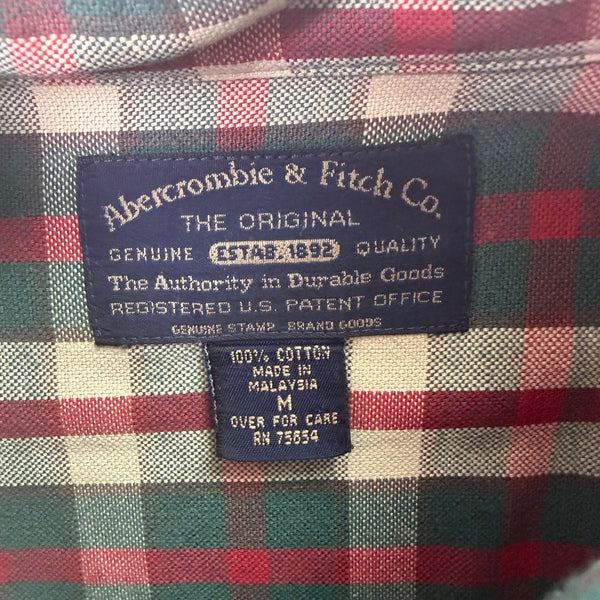 Abercrombie & Fitch Co.
THE ORIGINAL
GENUINE ESTAB. 1892 QUALITY
The Authority in Durable Goods
REGISTERED U.S. PATENT OFFICE
GENUINE STAMP BRAND GOODS
100% COTTON
MADE IN
MALAYSIA
M
OVER FOR CARE
RN 75654